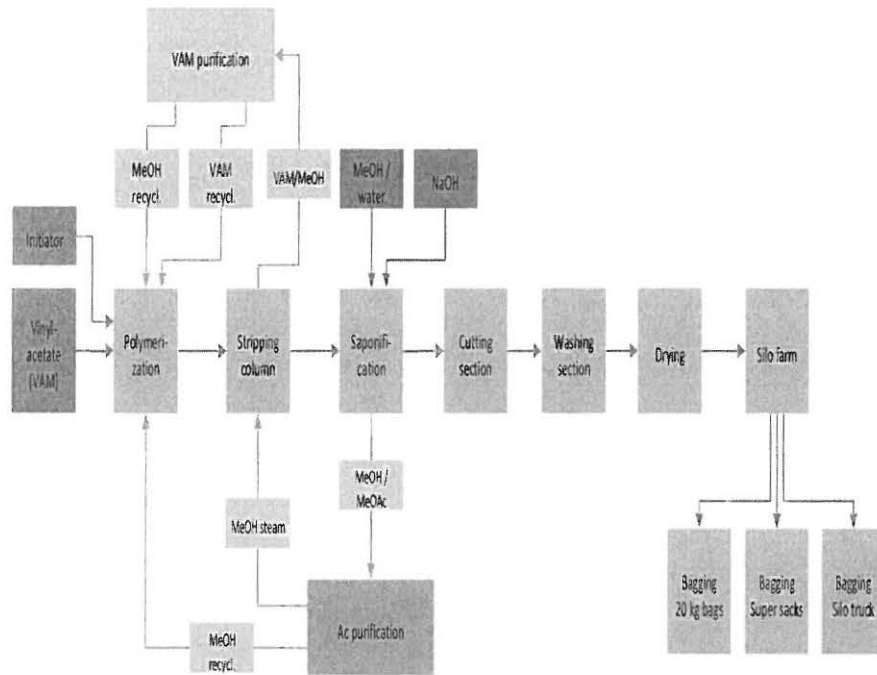 VAM purification
MeOH
recycl.
VAM
recycl.
VAM/MeOH
MeOH /
water
NaOH
Initiator
Vinyl-
acetate
(VAM)
Polymeri-
zation
Stripping
column
Saponifi-
cation
Cutting
section
Washing
section
Drying
Silo farm
MeOH /
MeOAc
MeOH steam
Ac purification
MeOH
recycl.
Bagging
20 kg bags
Bagging
Super sacks
Bagging
Silo truck